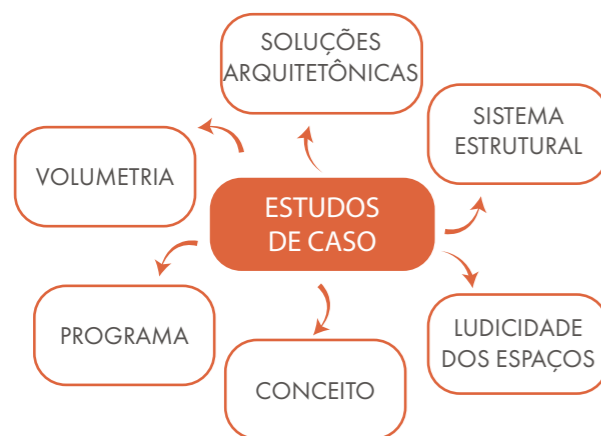 SOLUÇÕES
ARQUITETÔNICAS
SISTEMA
ESTRUTURAL
VOLUMETRIA
ESTUDOS
DE CASO
PROGRAMA
LUDICIDADE
DOS ESPAÇOS
CONCEITO